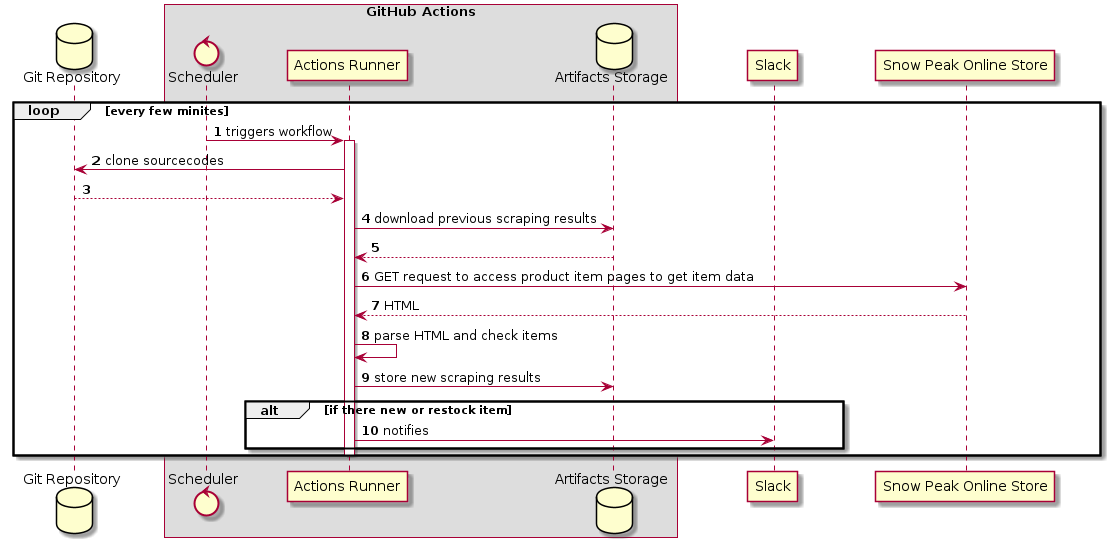 GitHub Actions
Git Repository
Scheduler
Actions Runner
Artifacts Storage
Slack
Snow Peak Online Store
loop [every few minites]
1 triggers workflow
2 clone sourcecodes
3
4 download previous scraping results
5
6 GET request to access product item pages to get item data
7 HTML
8 parse HTML and check items
9 store new scraping results
alt [if there new or restock item]
10 notifies
Git Repository
Scheduler
Actions Runner
Artifacts Storage
Slack
Snow Peak Online Store